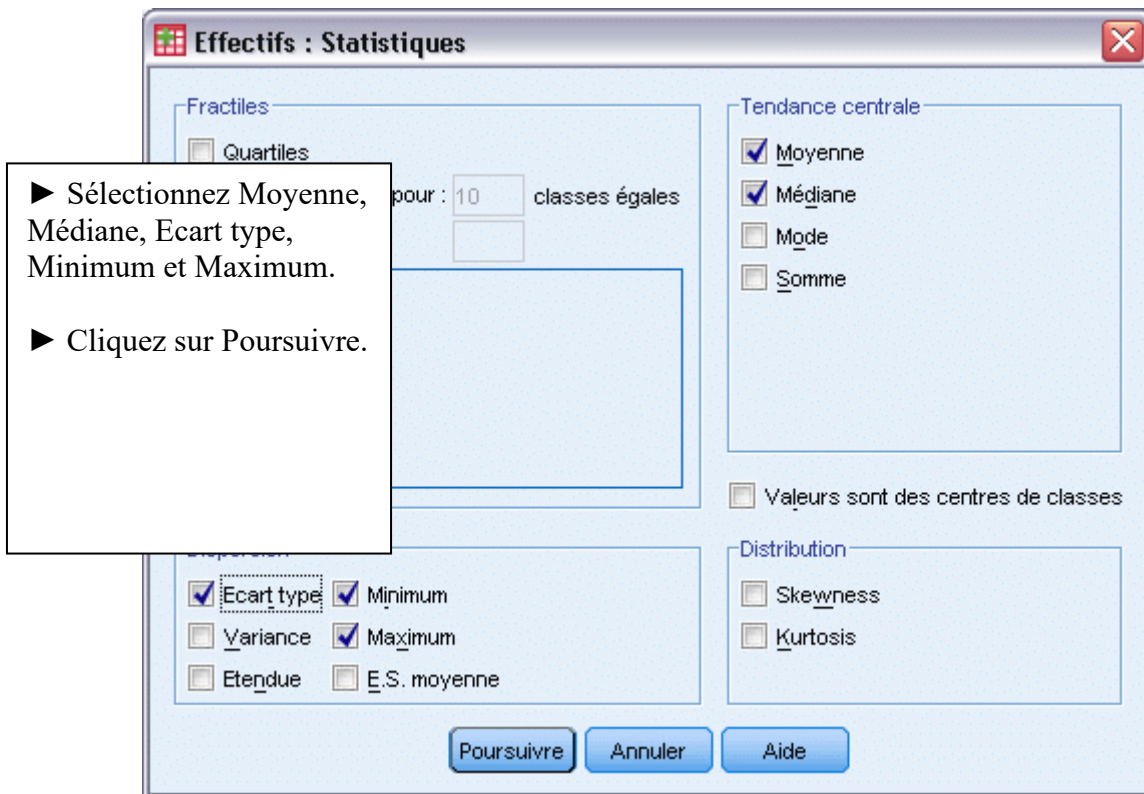 Effectifs : Statistiques
Fractiles
Quartiles
pour : 10 classes égales
► Sélectionnez Moyenne,
Médiane, Ecart type,
Minimum et Maximum.
► Cliquez sur Poursuivre.
Tendance centrale
Moyenne
Médiane
Mode
Somme
Valeurs sont des centres de classes
Dispersion
Ecart type Minimum
Variance Maximum
Etendue E.S. moyenne
Distribution
Skewness
Kurtosis
Poursuivre Annuler Aide